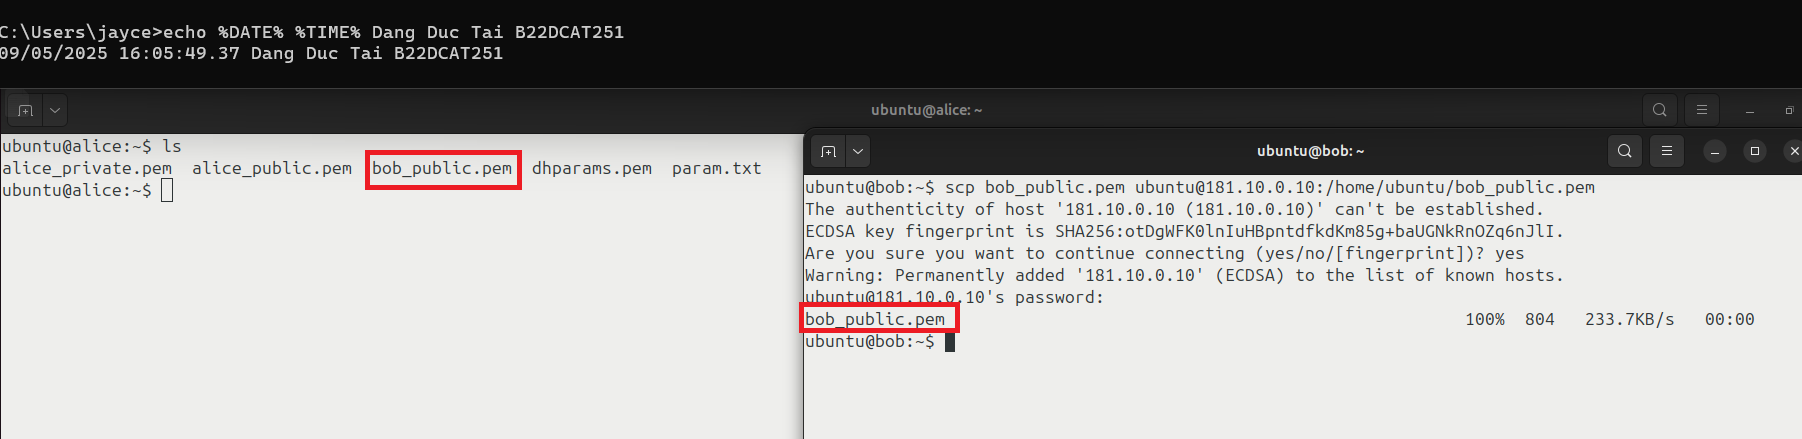 C:\Users\jayce>echo %DATE% %TIME% Dang Duc Tai B22DCAT251
09/05/2025 16:05:49.37 Dang Duc Tai B22DCAT251
ubuntu@alice: ~
ubuntu@alice:~$ ls
alice_private.pem alice_public.pem bob_public.pem dhparams.pem param.txt
ubuntu@alice:~$
ubuntu@bob: ~
ubuntu@bob:~$ scp bob_public.pem ubuntu@181.10.0.10:/home/ubuntu/bob_public.pem
The authenticity of host '181.10.0.10 (181.10.0.10)' can't be established.
ECDSA key fingerprint is SHA256:otDgWFK0lnIuHBpntdfkdKm85g+baUGNkRnOZq6nJlI.
Are you sure you want to continue connecting (yes/no/[fingerprint])? yes
Warning: Permanently added '181.10.0.10' (ECDSA) to the list of known hosts.
ubuntu@181.10.0.10's password:
bob_public.pem 100% 804 233.7KB/s 00:00
ubuntu@bob:~$